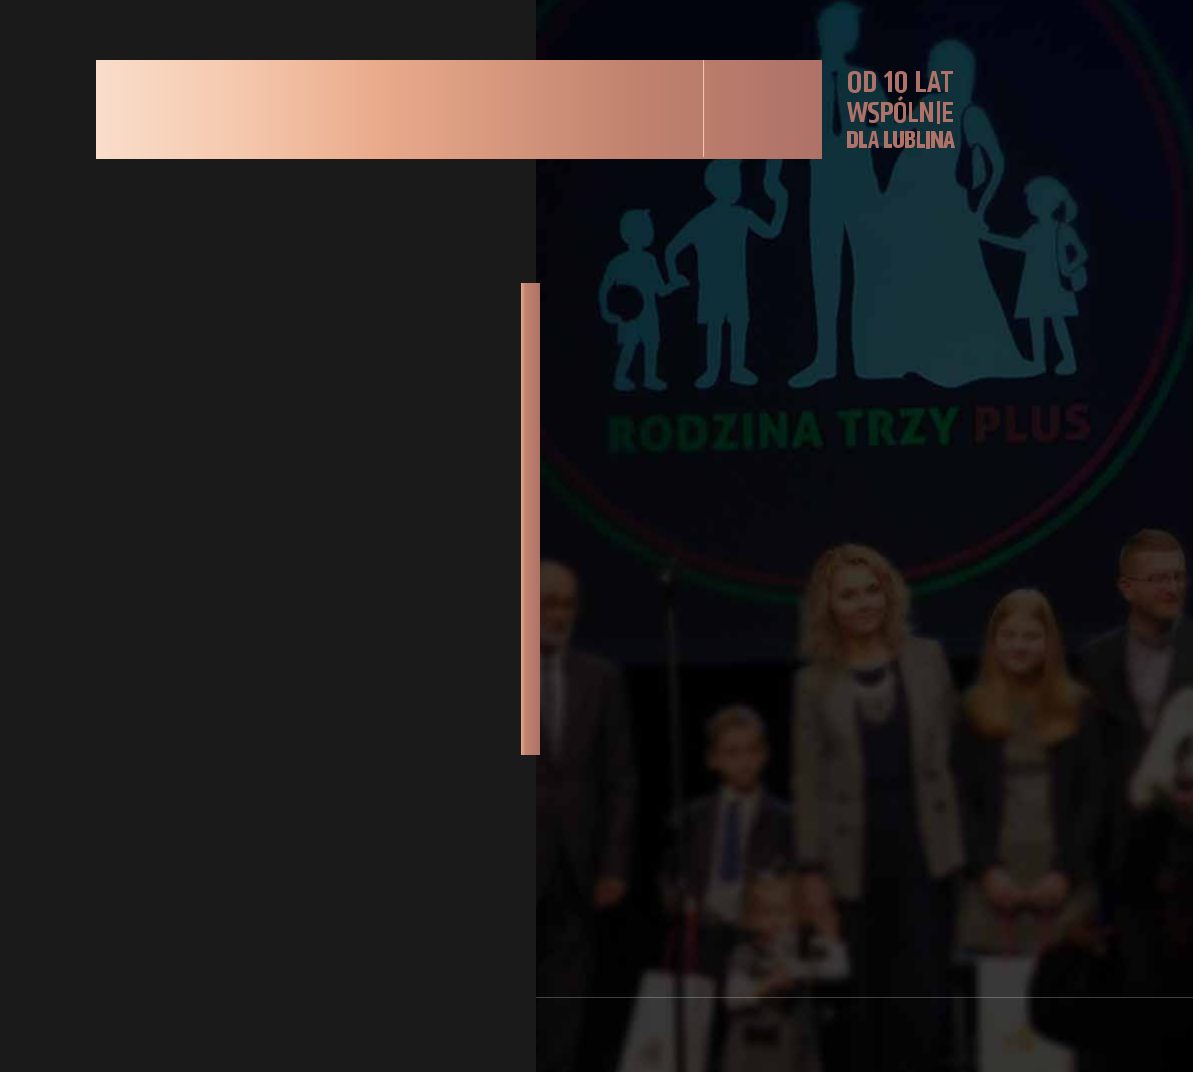 OD 10 LAT
WSPÓLNIE
DLA LUBLINA
RODZINA TRZY PLUS